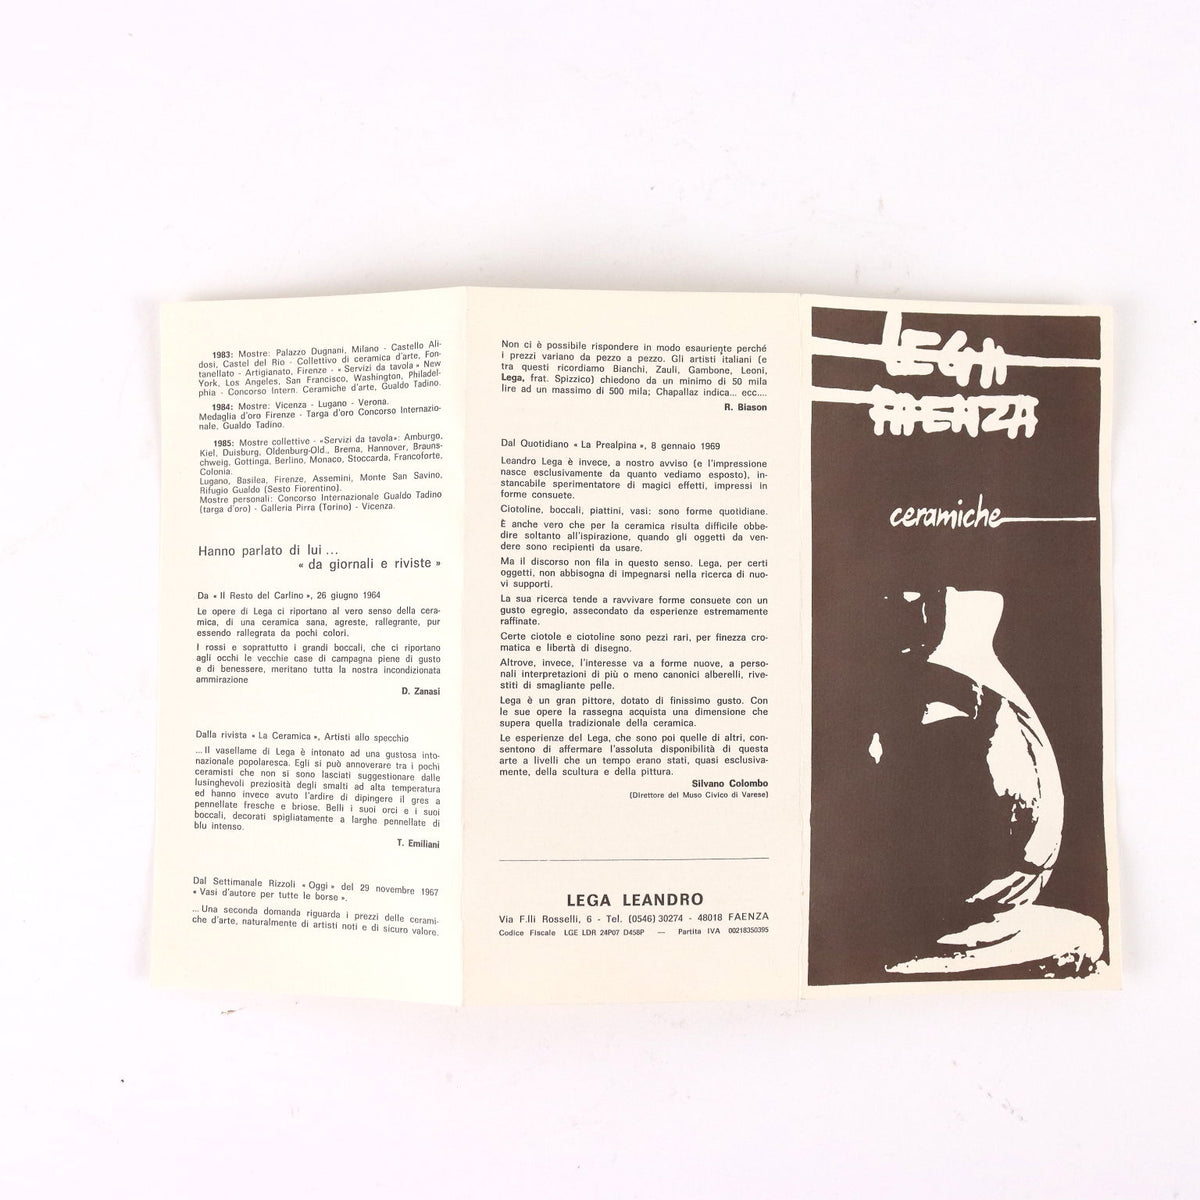 1983: Mostre: Palazzo Dugnani, Milano - Castello Ali-
dosi, Castel del Rio - Collettivo di ceramica d'arte, Fon-
tanellato - Artigianato, Firenze - «Servizi da tavola» New
York, Los Angeles, San Francisco, Washington, Philadel-
phia - Concorso Intern. Ceramiche d'arte, Gualdo Tadino.
1984: Mostre: Vicenza - Lugano - Verona.
Medaglia d'oro Firenze - Targa d'oro Concorso Internazio-
nale, Gualdo Tadino.
1985: Mostre collettive - «Servizi da tavola»: Amburgo,
Kiel, Duisburg, Oldenburg-Old., Brema, Hannover, Brauns-
chweig, Gottinga, Berlino, Monaco, Stoccarda, Francoforte,
Colonia.
Lugano, Basilea, Firenze, Assemini, Monte San Savino,
Rifugio Gualdo (Sesto Fiorentino).
Mostre personali: Concorso Internazionale Gualdo Tadino
(targa d'oro) - Galleria Pirra (Torino) - Vicenza.
Hanno parlato di lui ...
« da giornali e riviste »
Da « Il Resto del Carlino », 26 giugno 1964
Le opere di Lega ci riportano al vero senso della cera-
mica, di una ceramica sana, agreste, rallegrante, pur
essendo rallegrata da pochi colori.
I rossi e soprattutto i grandi boccali, che ci riportano
agli occhi le vecchie case di campagna piene di gusto
e di benessere, meritano tutta la nostra incondizionata
ammirazione
D. Zanasi
Dalla rivista « La Ceramica », Artisti allo specchio
... Il vasellame di Lega è intonato ad una gustosa into-
nazionale popolaresca. Egli si può annoverare tra i pochi
ceramisti che non si sono lasciati suggestionare dalle
lusinghevoli preziosità degli smalti ad alta temperatura
ed hanno invece avuto l'ardire di dipingere il gres a
pennellate fresche e briose. Belli i suoi orci e i suoi
boccali, decorati spigliatamente a larghe pennellate di
blu intenso.
T. Emiliani
Dal Settimanale Rizzoli « Oggi » del 29 novembre 1967
« Vasi d'autore per tutte le borse ».
... Una seconda domanda riguarda i prezzi delle cerami-
che d'arte, naturalmente di artisti noti e di sicuro valore.
Non ci è possibile rispondere in modo esauriente perché
i prezzi variano da pezzo a pezzo. Gli artisti italiani (e
tra questi ricordiamo Bianchi, Zauli, Gambone, Leoni,
Lega, frat. Spizzico) chiedono da un minimo di 50 mila
lire ad un massimo di 500 mila; Chapallaz indica... ecc....
R. Biason
Dal Quotidiano « La Prealpina », 8 gennaio 1969
Leandro Lega è invece, a nostro avviso (e l'impressione
nasce esclusivamente da quanto vediamo esposto), in-
stancabile sperimentatore di magici effetti, impressi in
forme consuete.
Ciotoline, boccali, piattini, vasi: sono forme quotidiane.
È anche vero che per la ceramica risulta difficile obbe-
dire soltanto all'ispirazione, quando gli oggetti da ven-
dere sono recipienti da usare.
Ma il discorso non fila in questo senso. Lega, per certi
oggetti, non abbisogna di impegnarsi nella ricerca di nuo-
vi supporti.
La sua ricerca tende a ravvivare forme consuete con un
gusto egregio, assecondato da esperienze estremamente
raffinate.
Certe ciotole e ciotoline sono pezzi rari, per finezza cro-
matica e libertà di disegno.
Altrove, invece, l'interesse va a forme nuove, a perso-
nali interpretazioni di più o meno canonici alberelli, rive-
stiti di smagliante pelle.
Lega è un gran pittore, dotato di finissimo gusto. Con
le sue opere la rassegna acquista una dimensione che
supera quella tradizionale della ceramica.
Le esperienze del Lega, che sono poi quelle di altri, con-
sentono di affermare l'assoluta disponibilità di questa
arte a livelli che un tempo erano stati, quasi esclusiva-
mente, della scultura e della pittura.
Silvano Colombo
(Direttore del Muso Civico di Varese)
LEGA LEANDRO
Via F.lli Rosselli, 6 - Tel. (0546) 30274 - 48018 FAENZA
Codice Fiscale LGE LDR 24P07 D458P — Partita IVA 00218350395
LEGA
FAENZA
ceramiche